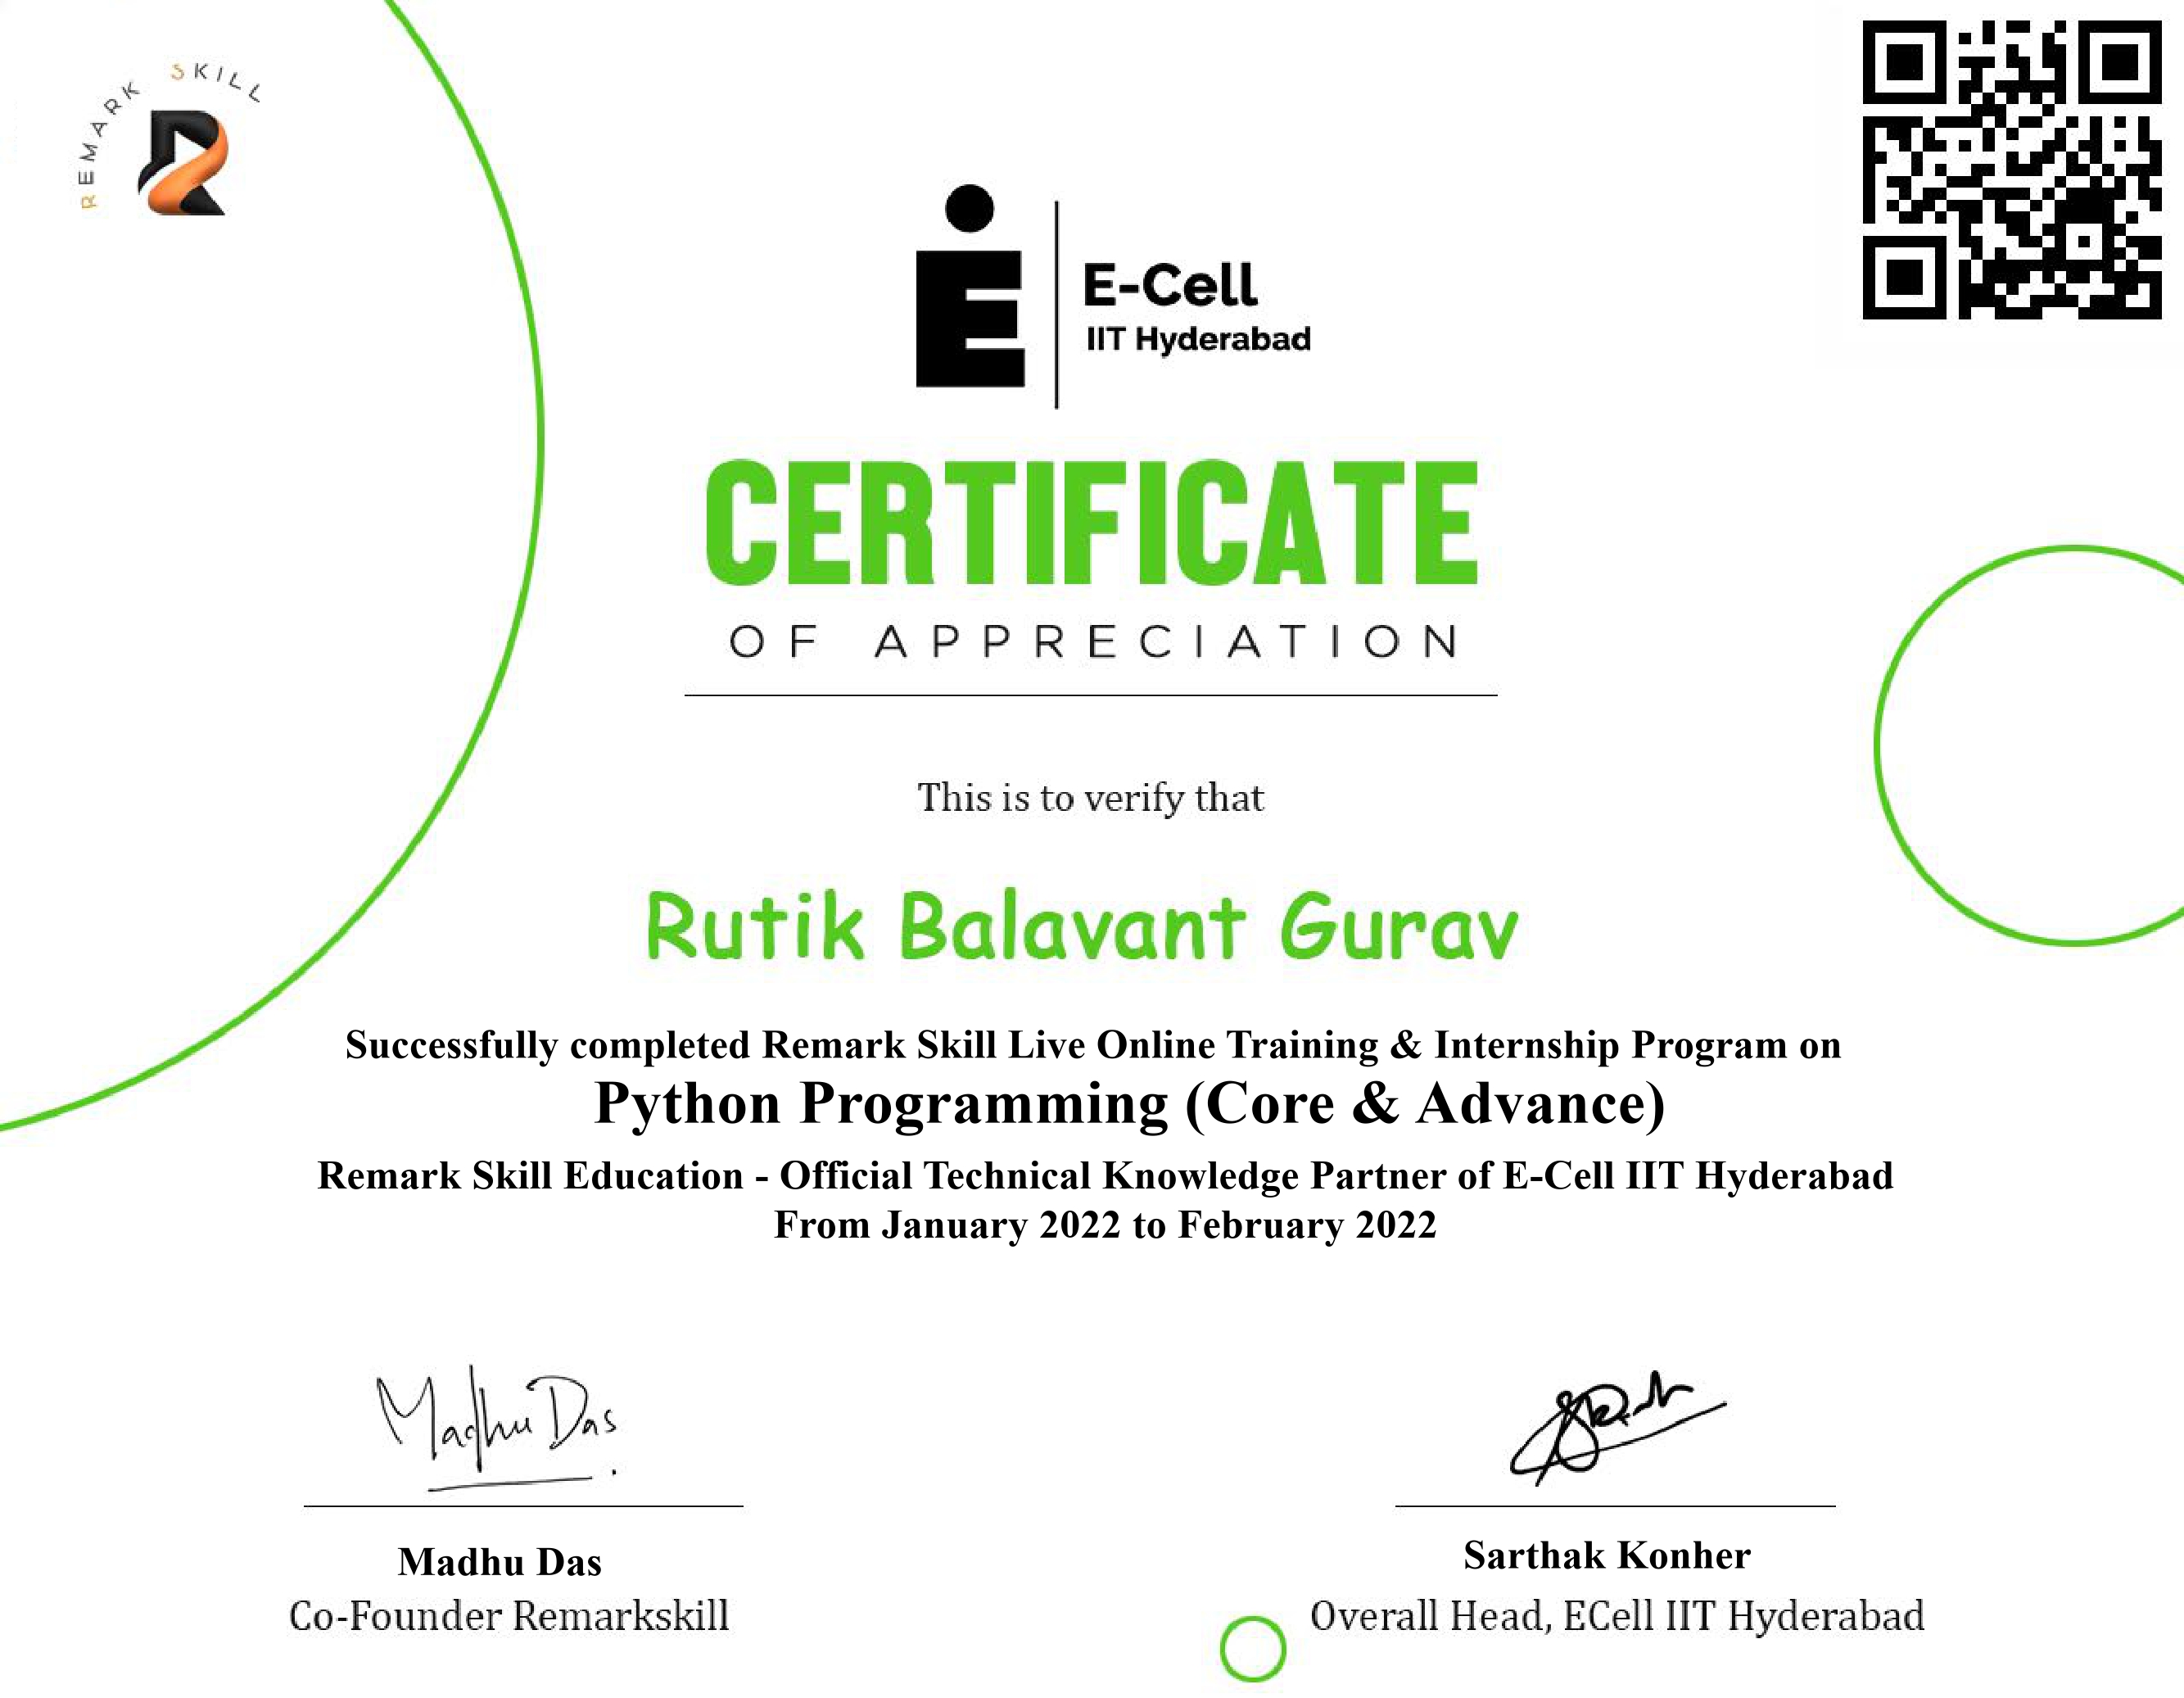 REMARK SKILL
E-Cell
IIT Hyderabad
CERTIFICATE
OF APPRECIATION
This is to verify that
Rutik Balavant Gurav
Successfully completed Remark Skill Live Online Training & Internship Program on
Python Programming (Core & Advance)
Remark Skill Education - Official Technical Knowledge Partner of E-Cell IIT Hyderabad
From January 2022 to February 2022
Madhu Das
Madhu Das
Co-Founder Remarkskill
Sarthak Konher
Overall Head, ECell IIT Hyderabad